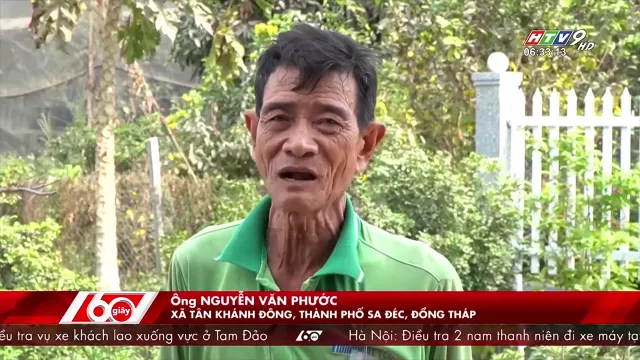 HTV9 HD
06:33:13
Ông NGUYỄN VĂN PHƯỚC
60 giây
XÃ TÂN KHÁNH ĐÔNG, THÀNH PHỐ SA ĐÉC, ĐỒNG THÁP
iều tra vụ xe khách lao xuống vực ở Tam Đảo Hà Nội: Điều tra 2 nam thanh niên đi xe máy t